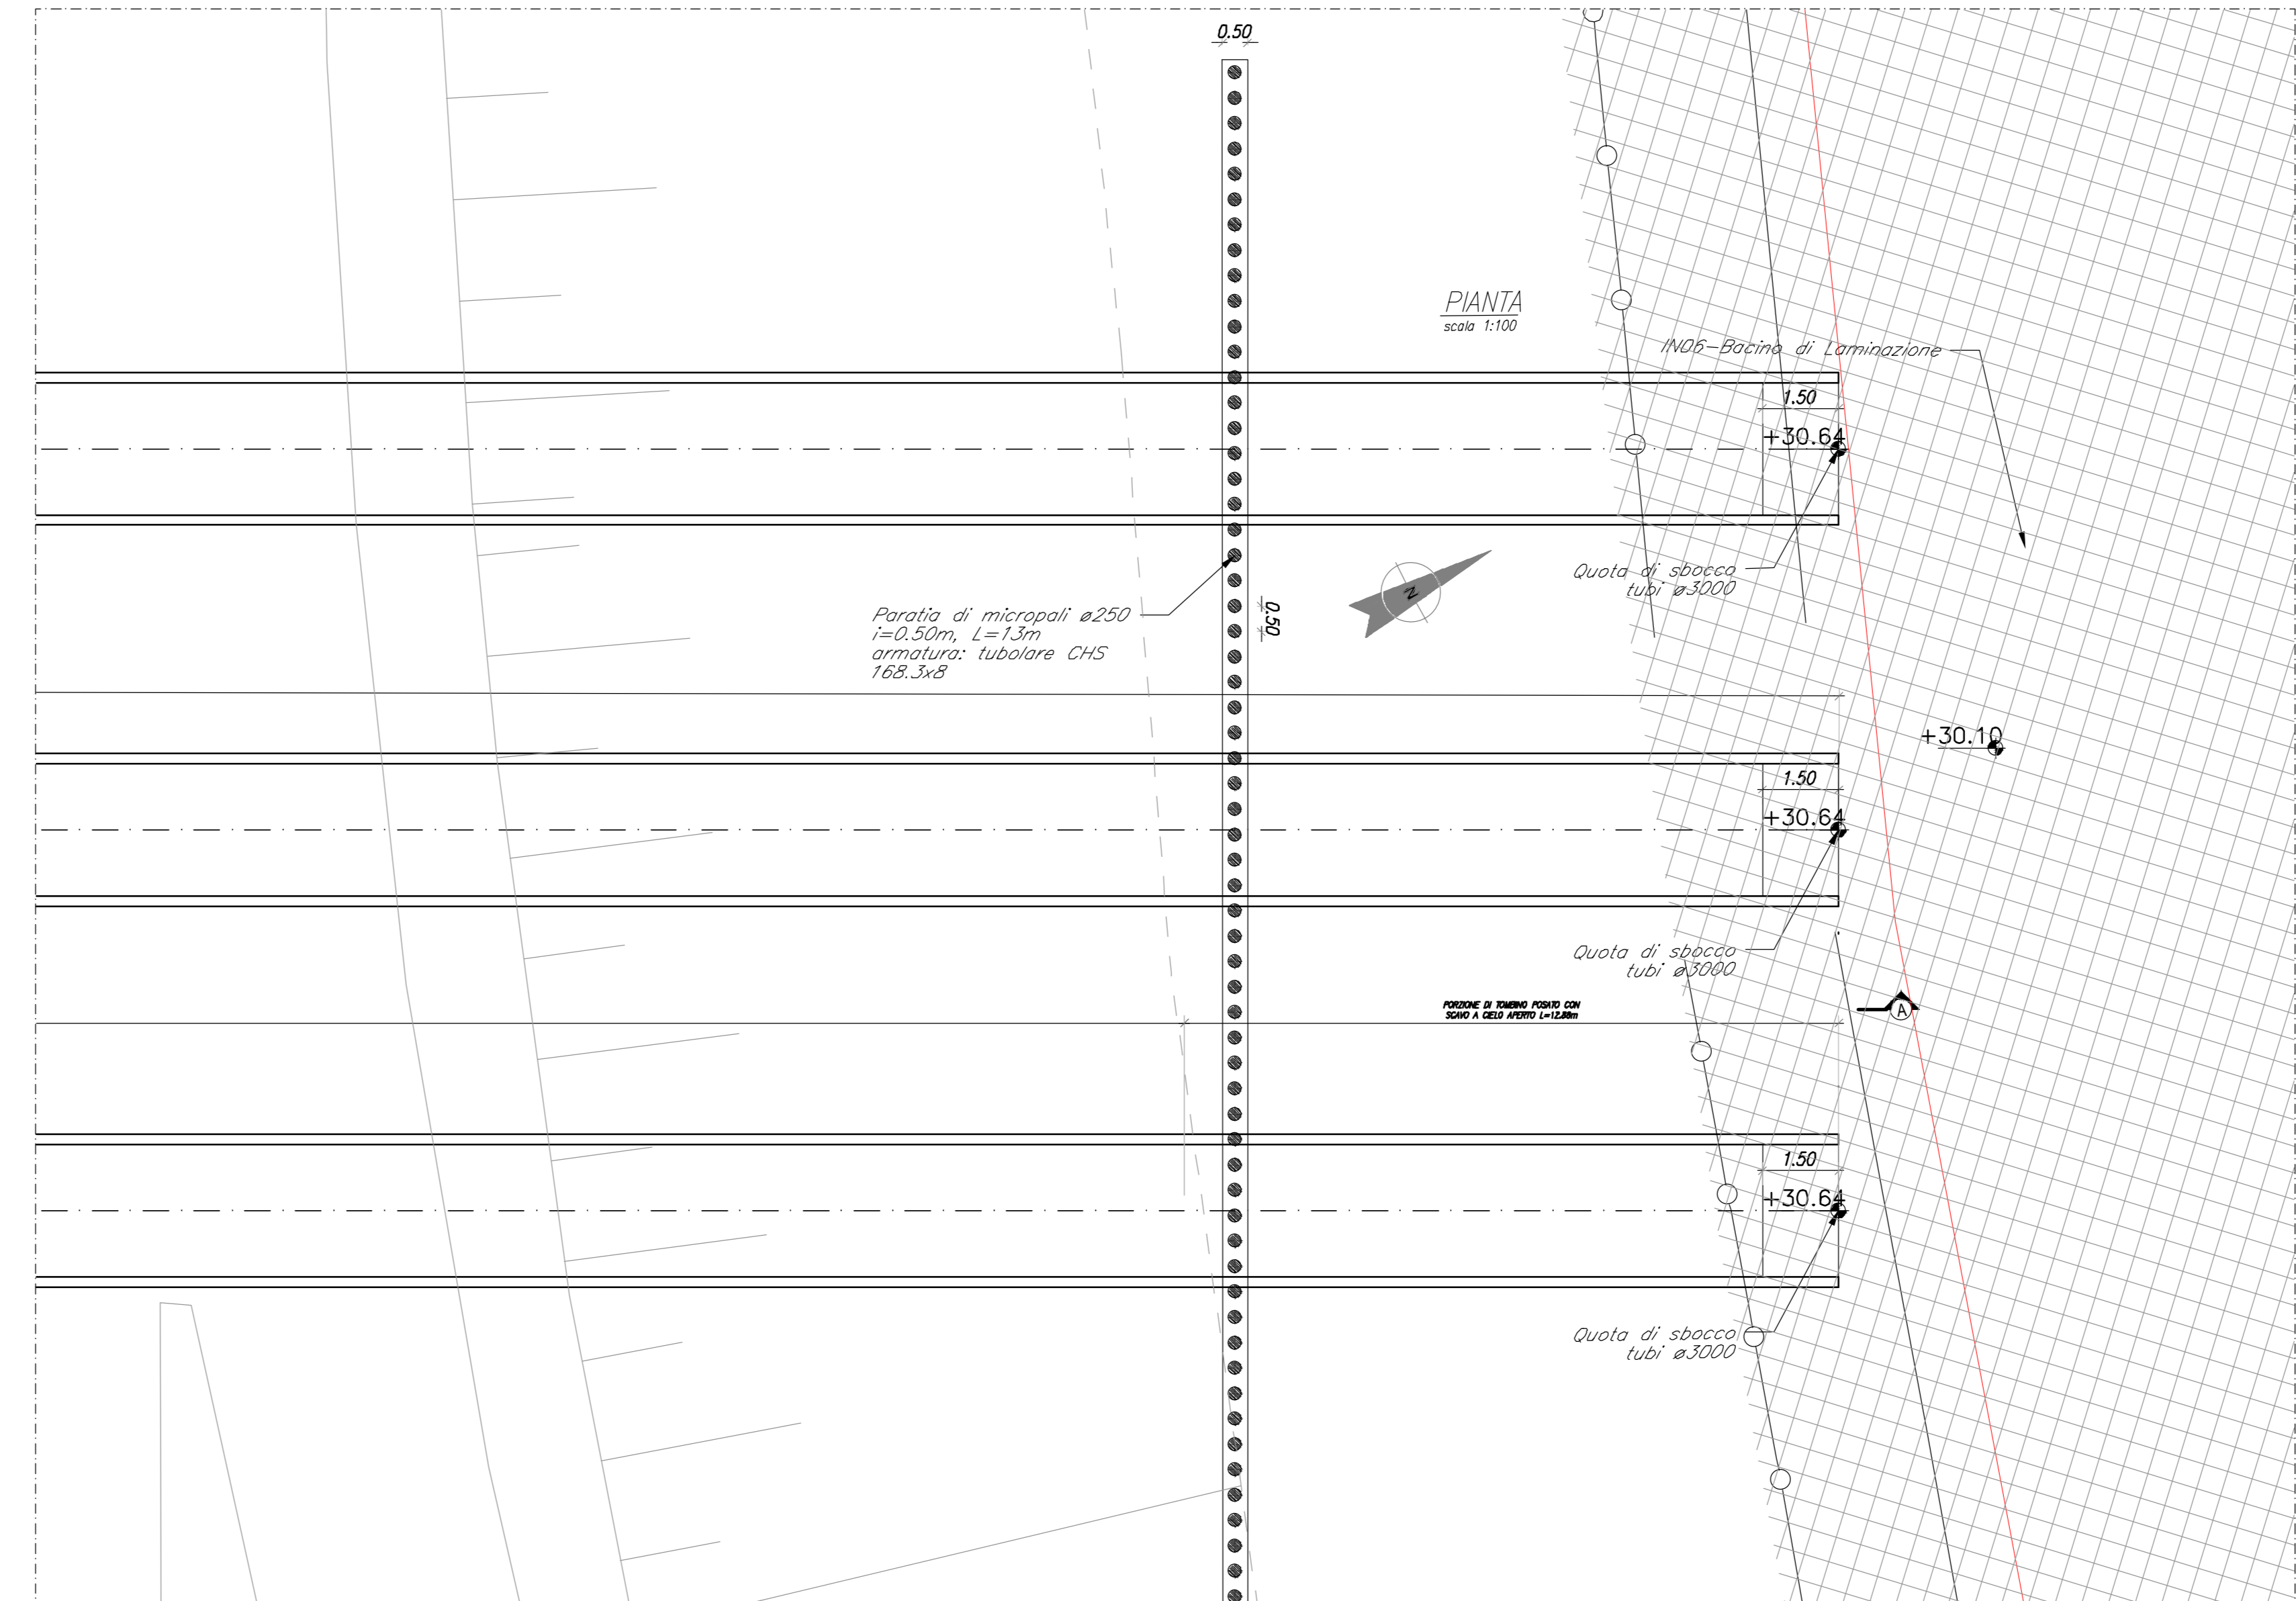 0.50
PIANTA
scala 1:100
IN06-Bacino di Laminazione
1.50
+30.64
Quota di sbocco
tubi ø3000
N
0.50
Paratia di micropali ø250
i=0.50m, L=13m
armatura: tubolare CHS
168.3x8
+30.10
1.50
+30.64
Quota di sbocco
tubi ø3000
PORZIONE DI TOMBINO POSATO CON
SCAVO A CIELO APERTO L=12.88m
A
1.50
+30.64
Quota di sbocco
tubi ø3000